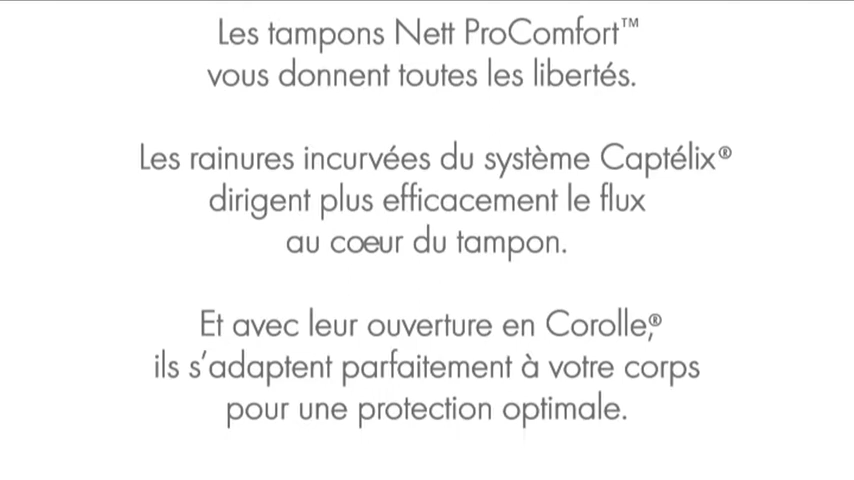 Les tampons Nett ProComfort™
vous donnent toutes les libertés.
Les rainures incurvées du système Captélix®
dirigent plus efficacement le flux
au cœur du tampon.
Et avec leur ouverture en Corolle,®
ils s’adaptent parfaitement à votre corps
pour une protection optimale.